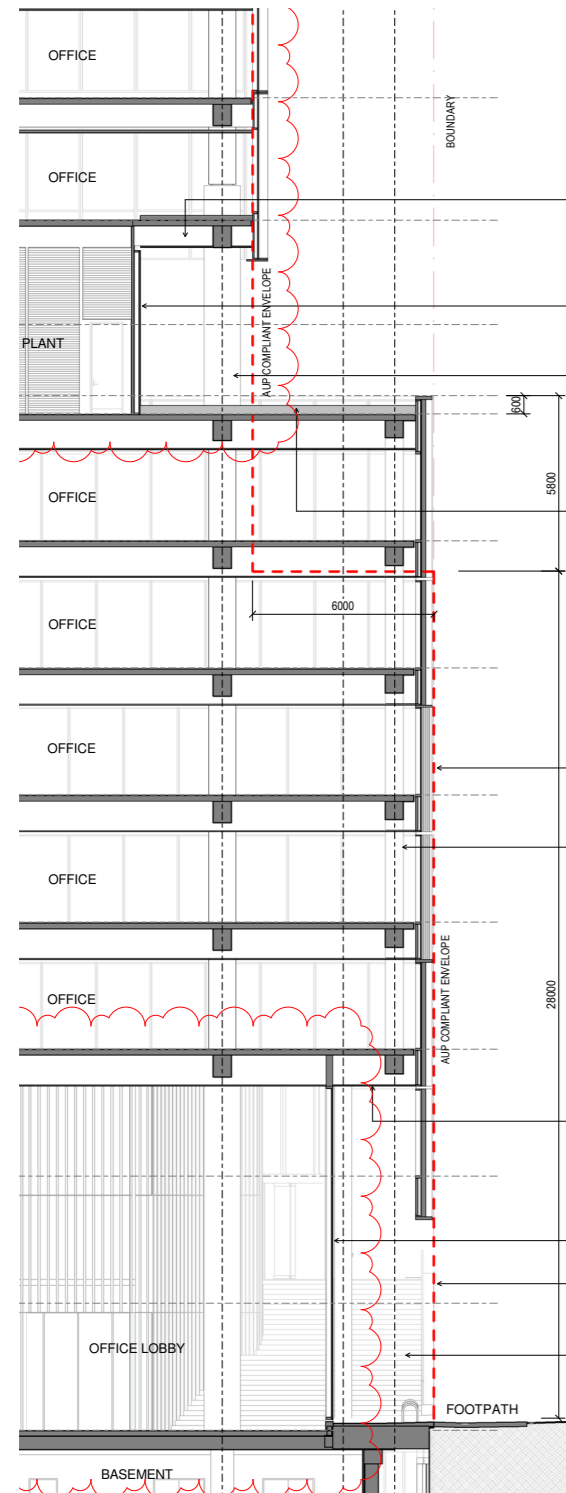 OFFICE
BOUNDARY
OFFICE
AUP COMPLIANT ENVELOPE
PLANT
600
5800
OFFICE
6000
OFFICE
OFFICE
OFFICE
AUP COMPLIANT ENVELOPE
28000
OFFICE
OFFICE LOBBY
FOOTPATH
BASEMENT